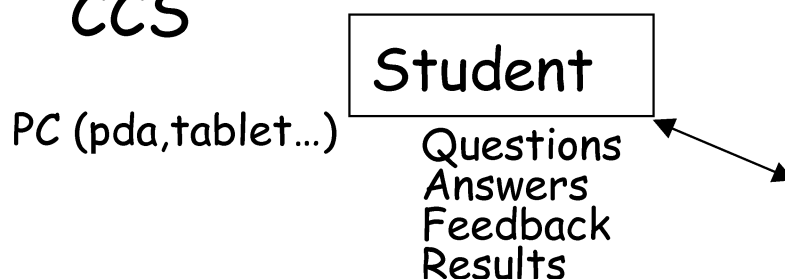 CCS
Student
PC (pda,tablet...)
Questions
Answers
Feedback
Results